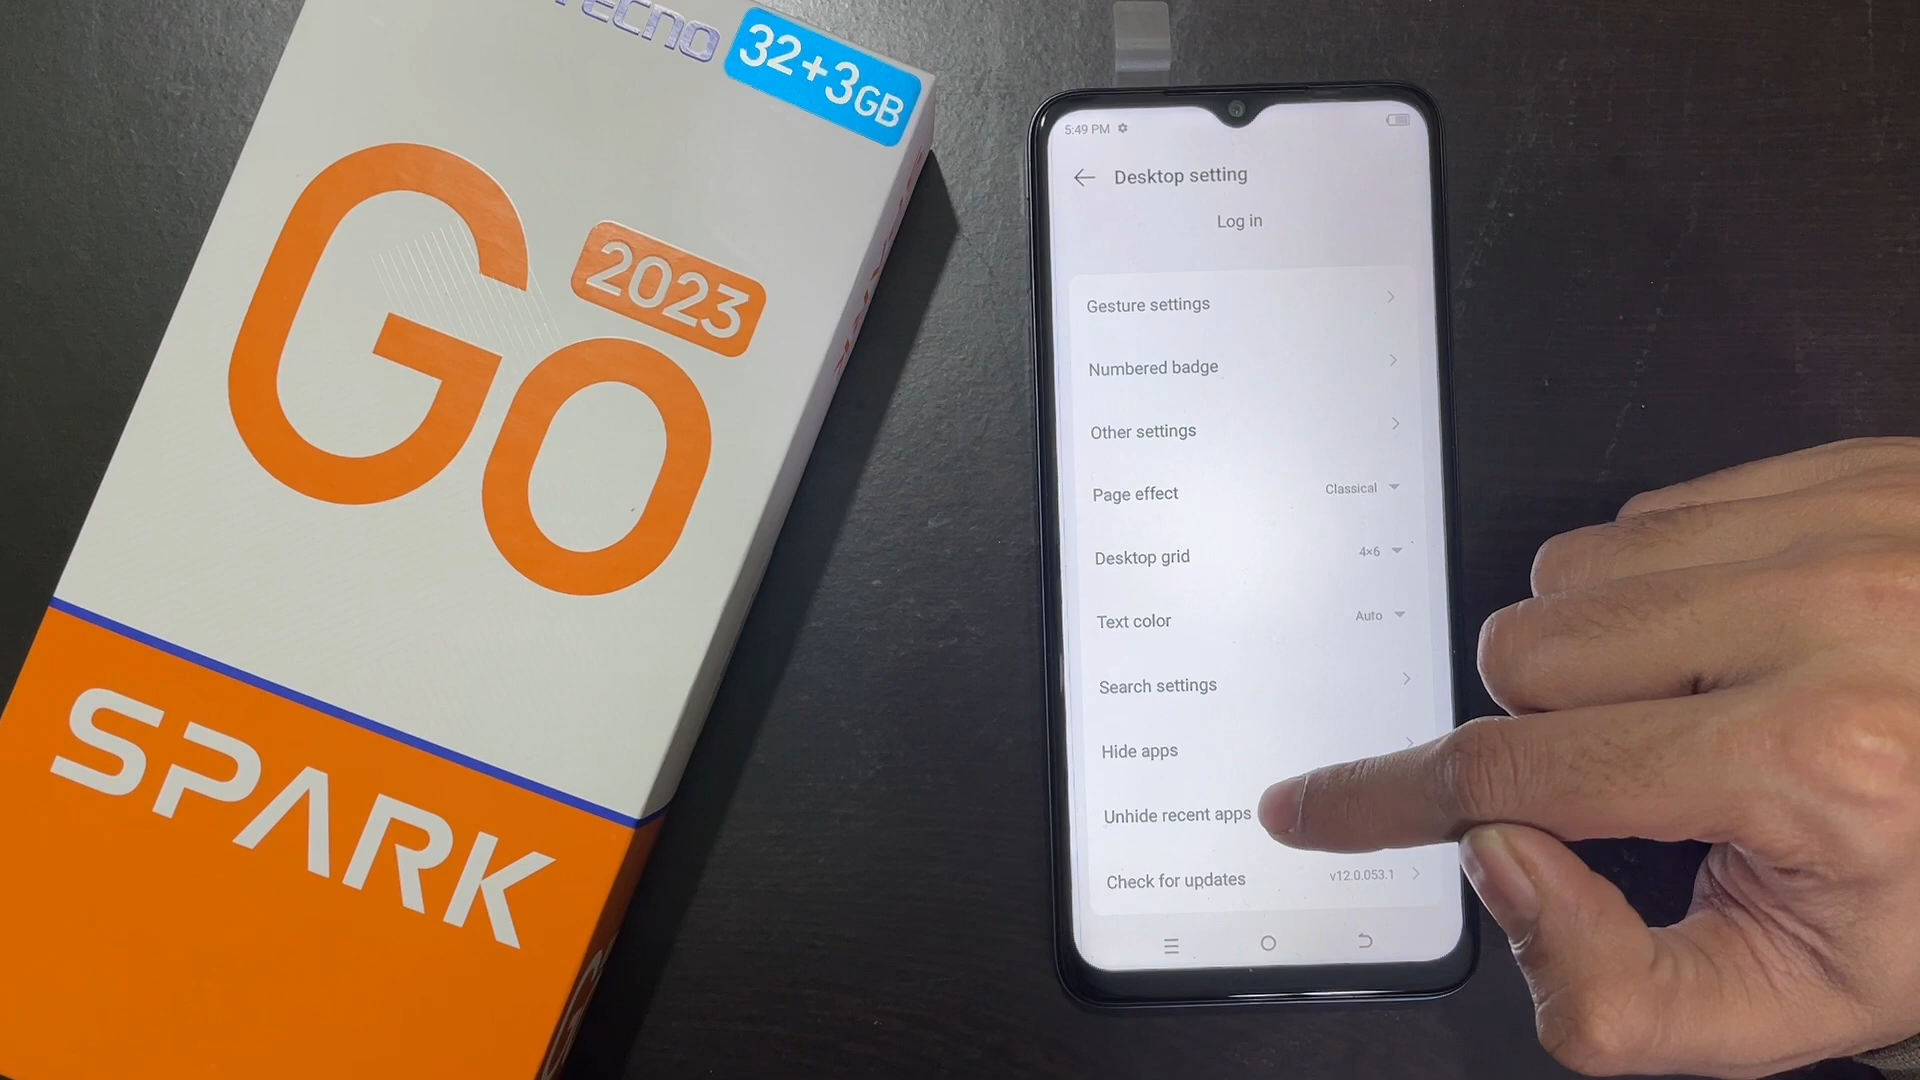 TECNO
32+3GB
GO
2023
SPARK
5:49 PM
Desktop setting
Log in
Gesture settings
Numbered badge
Other settings
Page effect Classical
Desktop grid 4×6
Text color Auto
Search settings
Hide apps
Unhide recent apps
Check for updates v12.0.053.1